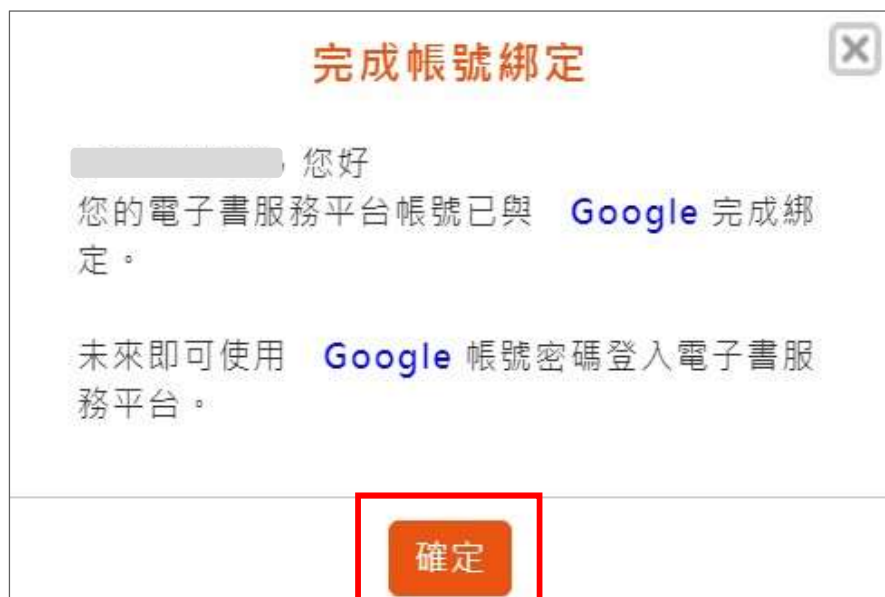 完成帳號綁定
您好
您的電子書服務平台帳號已與 Google 完成綁
定。
未來即可使用 Google 帳號密碼登入電子書服
務平台。
確定